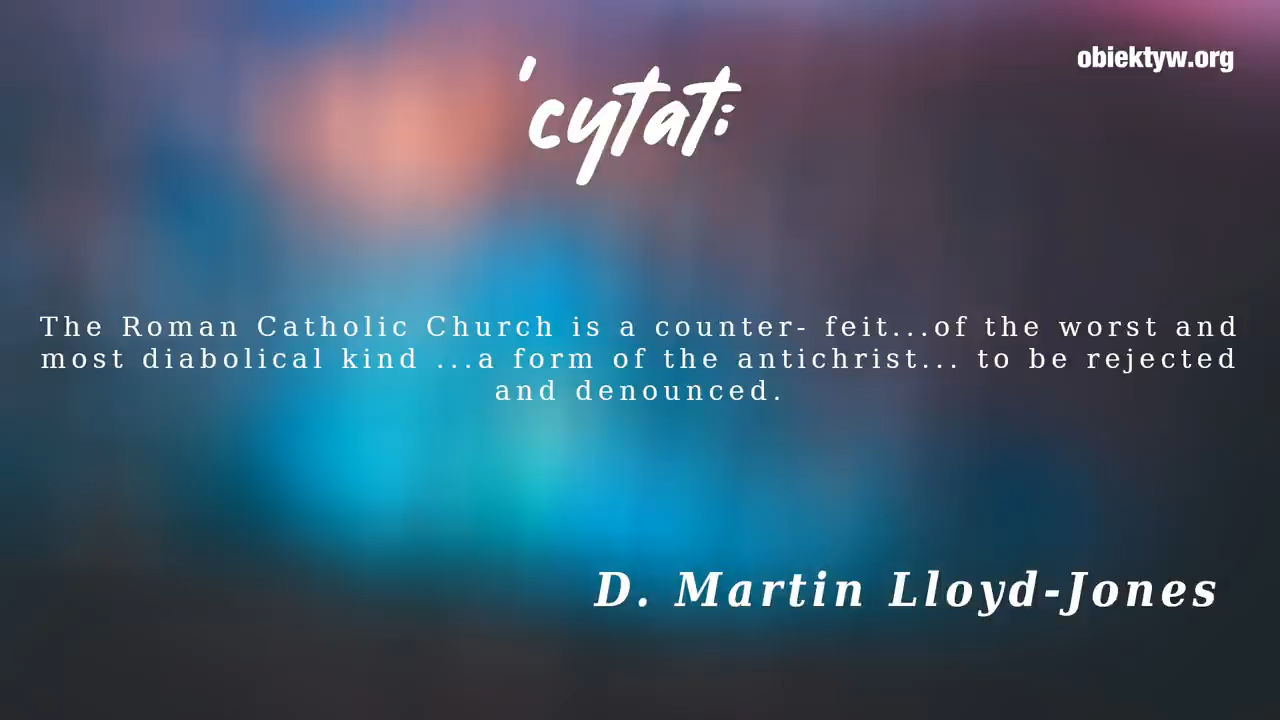 obiektyw.org
'cytat:
The Roman Catholic Church is a counter- feit...of the worst and
most diabolical kind ...a form of the antichrist... to be rejected
and denounced.
D. Martin Lloyd-Jones